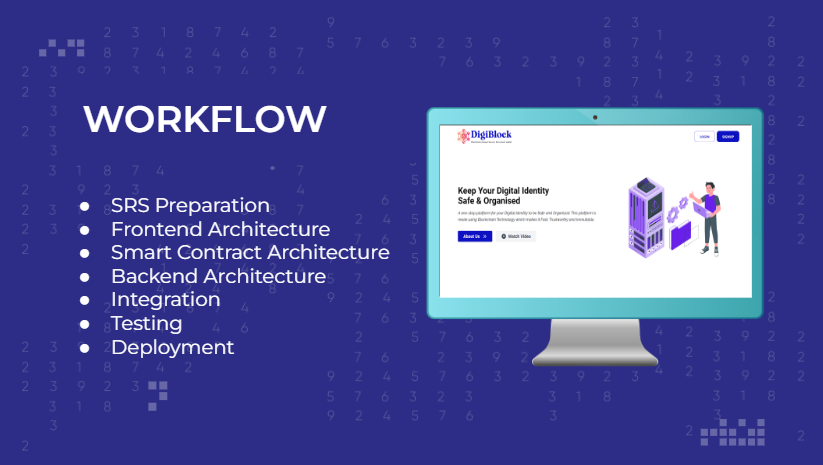 WORKFLOW
● SRS Preparation
● Frontend Architecture
● Smart Contract Architecture
● Backend Architecture
● Integration
● Testing
● Deployment
DigiBlock
LOGIN
SIGNUP
Keep Your Digital Identity
Safe & Organised
A one-stop platform for your Digital Identity to be Safe and Organised. This platform is
made using Blockchain Technology which makes it Fast, Trustworthy and Immutable.
About Us »
Watch Video